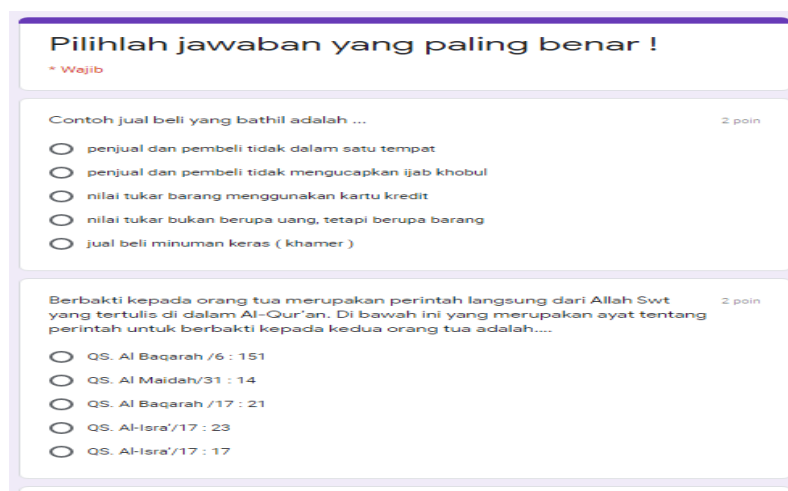 Pilihlah jawaban yang paling benar !
* Wajib
Contoh jual beli yang bathil adalah ...
2 poin
penjual dan pembeli tidak dalam satu tempat
penjual dan pembeli tidak mengucapkan ijab khobul
nilai tukar barang menggunakan kartu kredit
nilai tukar bukan berupa uang, tetapi berupa barang
jual beli minuman keras ( khamer )
Berbakti kepada orang tua merupakan perintah langsung dari Allah Swt
2 poin
yang tertulis di dalam Al-Qur'an. Di bawah ini yang merupakan ayat tentang
perintah untuk berbakti kepada kedua orang tua adalah....
QS. Al Baqarah /6 : 151
QS. Al Maidah/31 : 14
QS. Al Baqarah /17 : 21
QS. Al-Isra'/17 : 23
QS. Al-Isra'/17 : 17